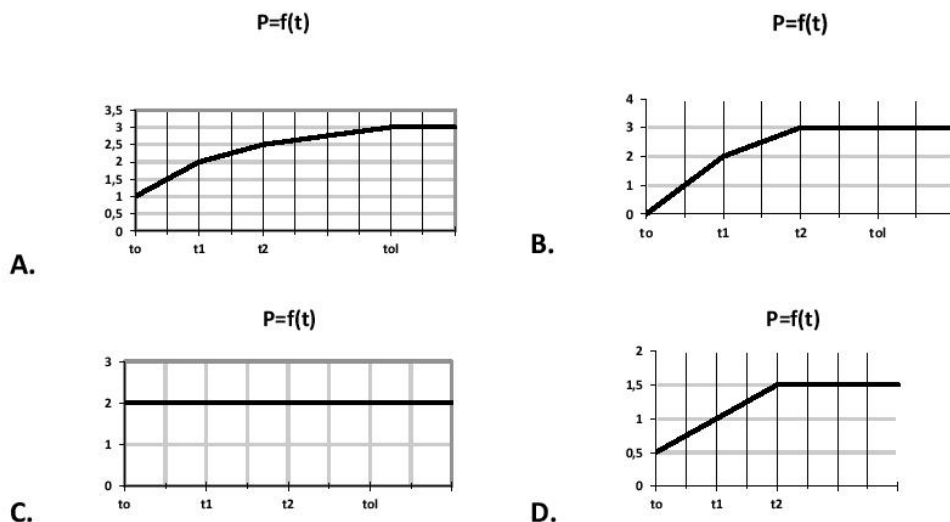 P=f(t)
3,5
3
2,5
2
1,5
1
0,5
0
to t1 t2 tol
A.
P=f(t)
4
3
2
1
0
to t1 t2 tol
B.
P=f(t)
3
2
1
0
to t1 t2 tol
C.
P=f(t)
2
1,5
1
0,5
0
to t1 t2
D.